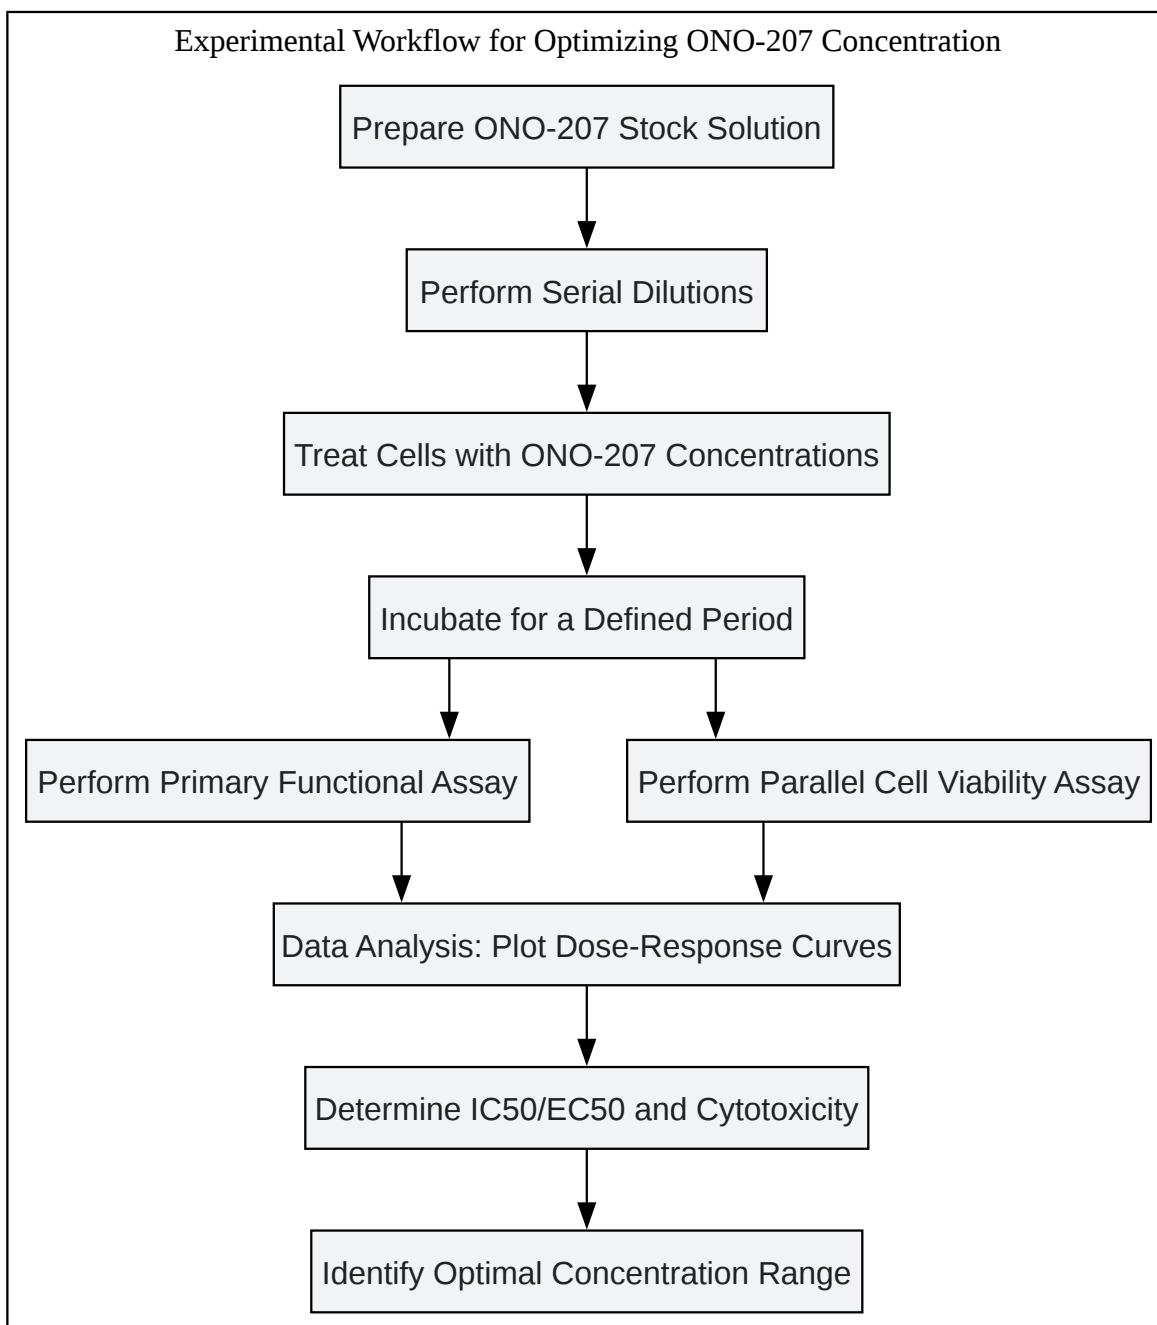 Experimental Workflow for Optimizing ONO-207 Concentration
Prepare ONO-207 Stock Solution
Perform Serial Dilutions
Treat Cells with ONO-207 Concentrations
Incubate for a Defined Period
Perform Primary Functional Assay
Perform Parallel Cell Viability Assay
Data Analysis: Plot Dose-Response Curves
Determine IC50/EC50 and Cytotoxicity
Identify Optimal Concentration Range